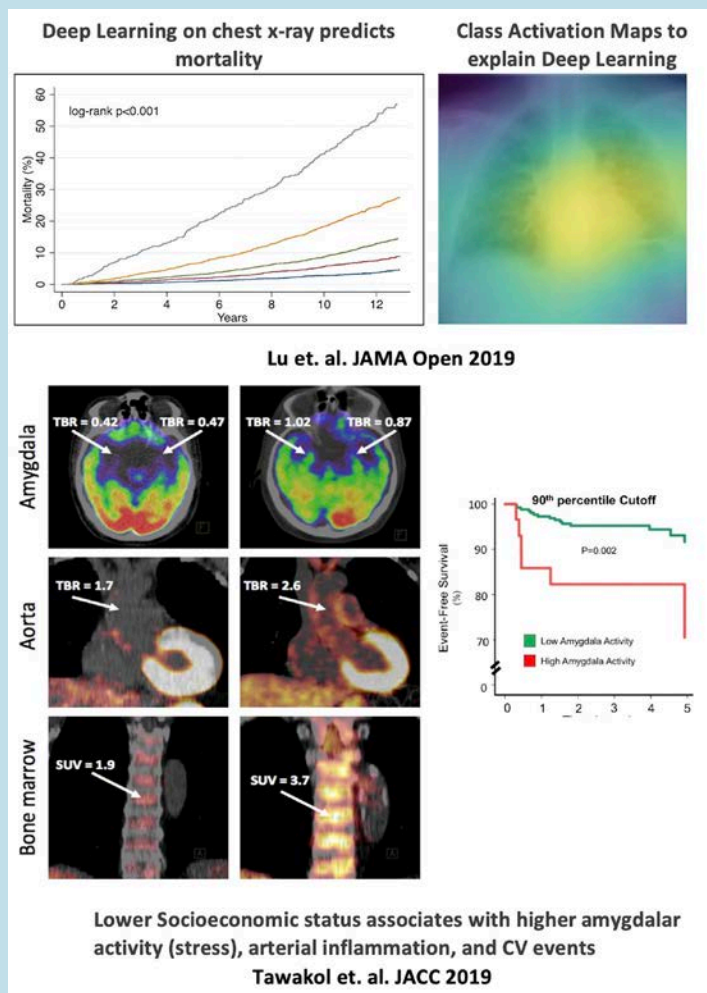 Deep Learning on chest x-ray predicts
mortality
Class Activation Maps to
explain Deep Learning
60
50
40
30
20
10
0
Mortality (%)
log-rank p<0.001
0 2 4 6 8 10 12
Years
Lu et. al. JAMA Open 2019
Amygdala
TBR = 0.42
TBR = 0.47
TBR = 1.02
TBR = 0.87
Aorta
TBR = 1.7
TBR = 2.6
Bone marrow
SUV = 1.9
SUV = 3.7
90th percentile Cutoff
100
90
80
70
0
Event-Free Survival
(%)
P=0.002
Low Amygdala Activity
High Amygdala Activity
0 1 2 3 4 5
Lower Socioeconomic status associates with higher amygdalar
activity (stress), arterial inflammation, and CV events
Tawakol et. al. JACC 2019